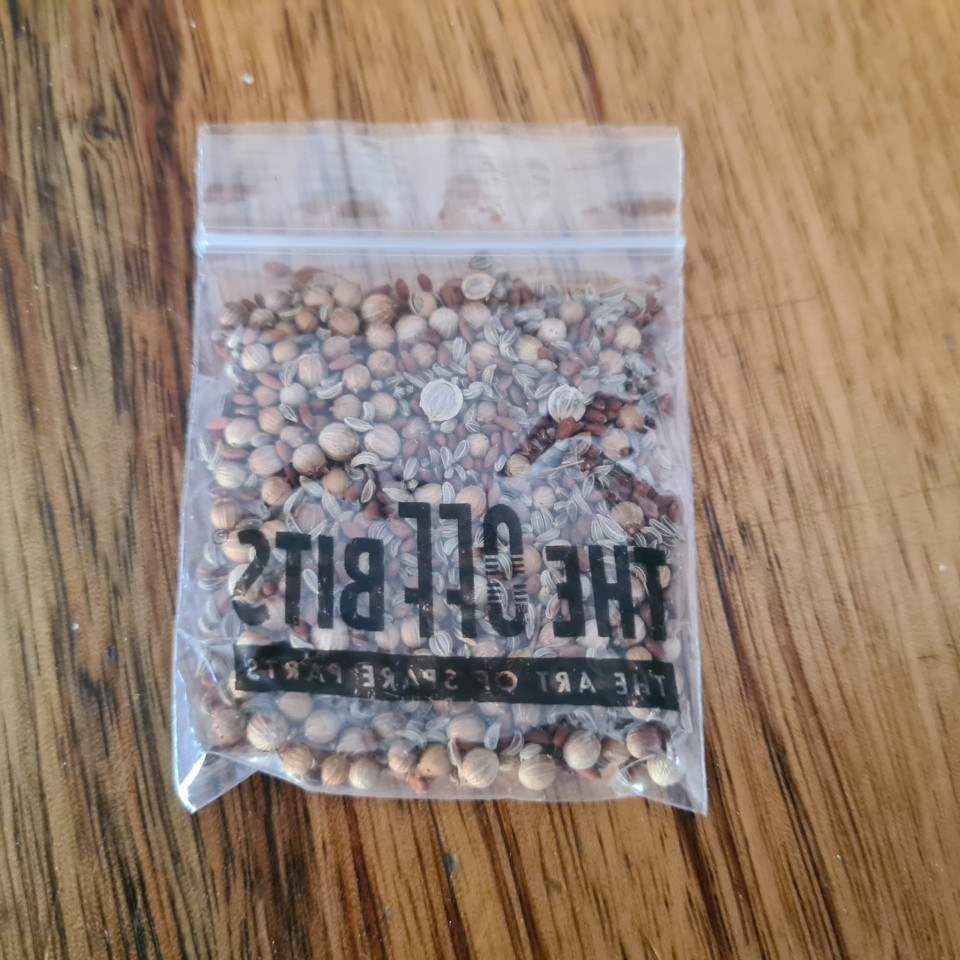 THE OFF BITS
THE ART OF SPARE PARTS